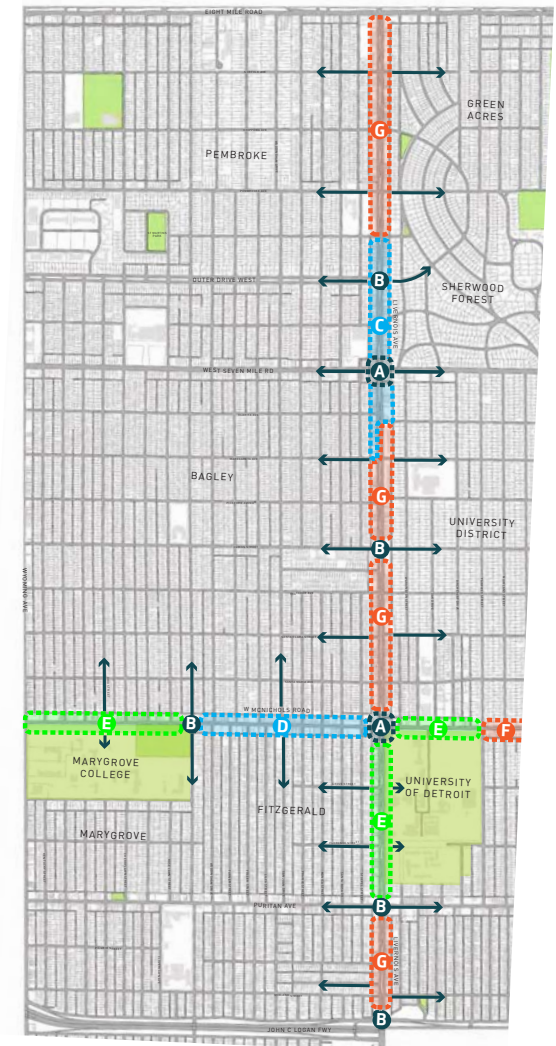 EIGHT MILE ROAD
GREEN
ACRES
G
PEMBROKE
OUTER DRIVE WEST
B
SHERWOOD
FOREST
LIVERNOIS AVE
C
WEST SEVEN MILE RD
A
BAGLEY
G
UNIVERSITY
DISTRICT
B
WYOMING AVE
G
W MCNICHOLS ROAD
E
B
D
A
E
F
MARYGROVE
COLLEGE
UNIVERSITY
OF DETROIT
FITZGERALD
E
MARYGROVE
PURITAN AVE
B
LIVERNOIS AVE
G
B
JOHN C LOGAN FWY